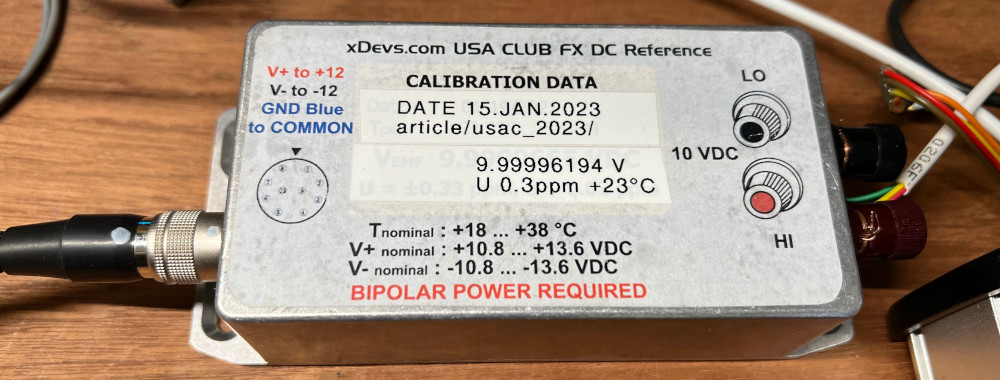 xDevs.com USA CLUB FX DC Reference
V+ to +12
V- to -12
GND Blue
to COMMON
CALIBRATION DATA
DATE 15.JAN.2023
article/usac_2023/
9.99996194 V
U 0.3ppm +23°C
LO
10 VDC
HI
Tnominal : +18 ... +38 °C
V+ nominal : +10.8 ... +13.6 VDC
V- nominal : -10.8 ... -13.6 VDC
BIPOLAR POWER REQUIRED